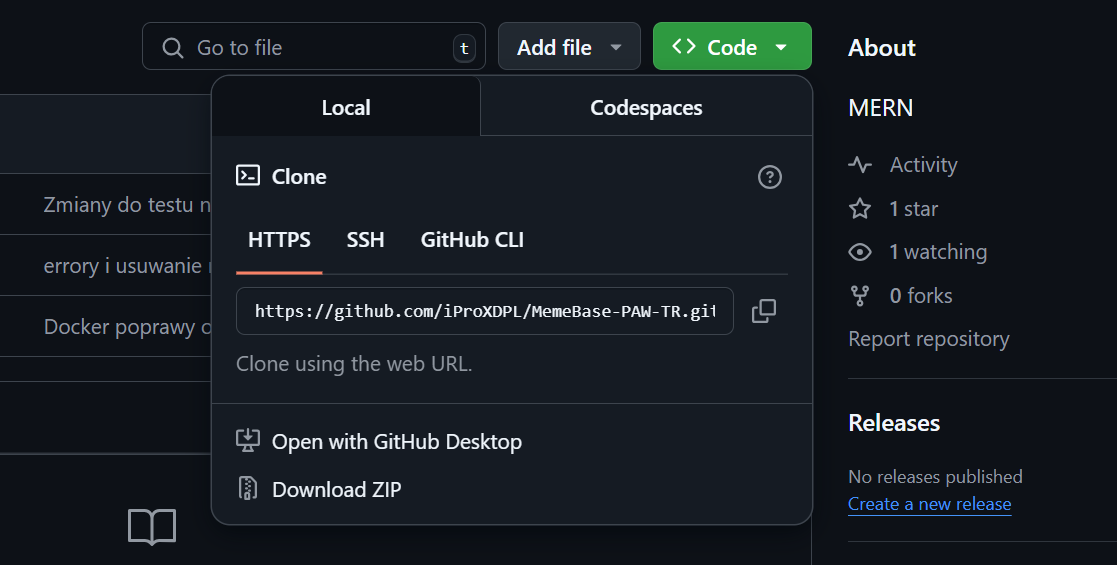 Go to file
t
Add file
Code
Local
Codespaces
Clone
HTTPS
SSH
GitHub CLI
https://github.com/iProXDPL/MemeBase-PAW-TR.git
Clone using the web URL.
Open with GitHub Desktop
Download ZIP
Zmiany do testu
errory i usuwanie
Docker poprawy
About
MERN
Activity
1 star
1 watching
0 forks
Report repository
Releases
No releases published
Create a new release